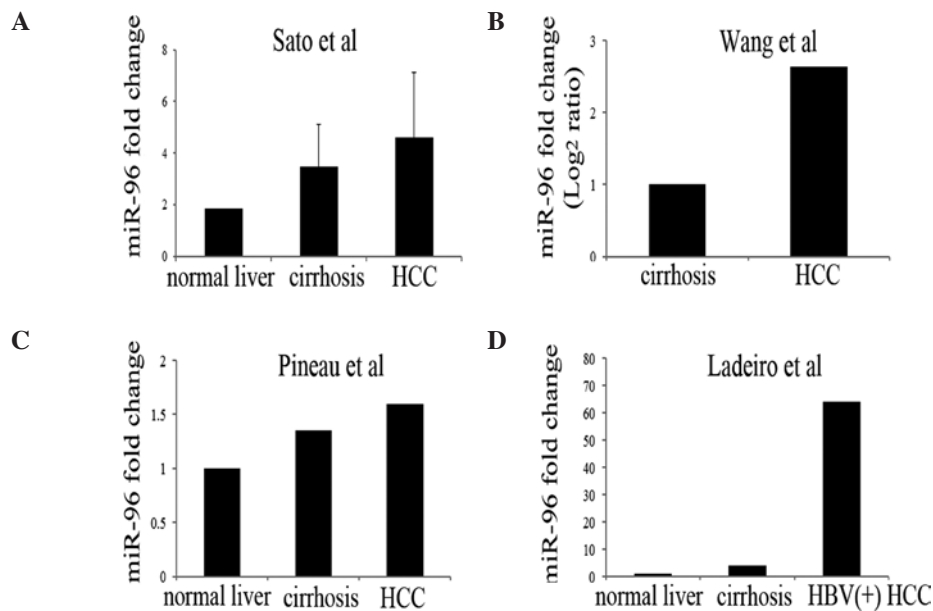 A
Sato et al
miR-96 fold change
8
6
4
2
0
normal liver cirrhosis HCC
B
Wang et al
miR-96 fold change
(Log² ratio)
3
2
1
0
cirrhosis HCC
C
Pineau et al
miR-96 fold change
2
1.5
1
0.5
0
normal liver cirrhosis HCC
D
Ladeiro et al
miR-96 fold change
80
70
60
50
40
30
20
10
0
normal liver cirrhosis HBV(+) HCC